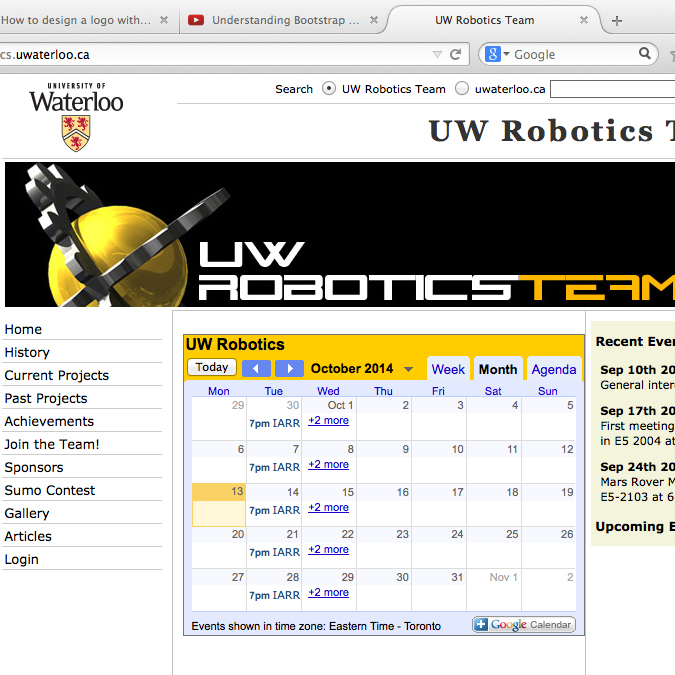 How to design a logo with...
Understanding Bootstrap ...
UW Robotics Team
cs.uwaterloo.ca
Google
UNIVERSITY OF
Waterloo
Search UW Robotics Team uwaterloo.ca
UW Robotics T
UW
ROBOTICSTEAM
Home
History
Current Projects
Past Projects
Achievements
Join the Team!
Sponsors
Sumo Contest
Gallery
Articles
Login
UW Robotics
Today October 2014 Week Month Agenda
Mon Tue Wed Thu Fri Sat Sun
29 30 Oct 1 2 3 4 5
7pm IARR +2 more
6 7 8 9 10 11 12
7pm IARR +2 more
13 14 15 16 17 18 19
7pm IARR +2 more
20 21 22 23 24 25 26
7pm IARR +2 more
27 28 29 30 31 Nov 1 2
7pm IARR +2 more
Events shown in time zone: Eastern Time - Toronto
Google Calendar
Recent Eve
Sep 10th 20
General inter
Sep 17th 20
First meeting
in E5 2004 at
Sep 24th 20
Mars Rover M
E5-2103 at 6
Upcoming E